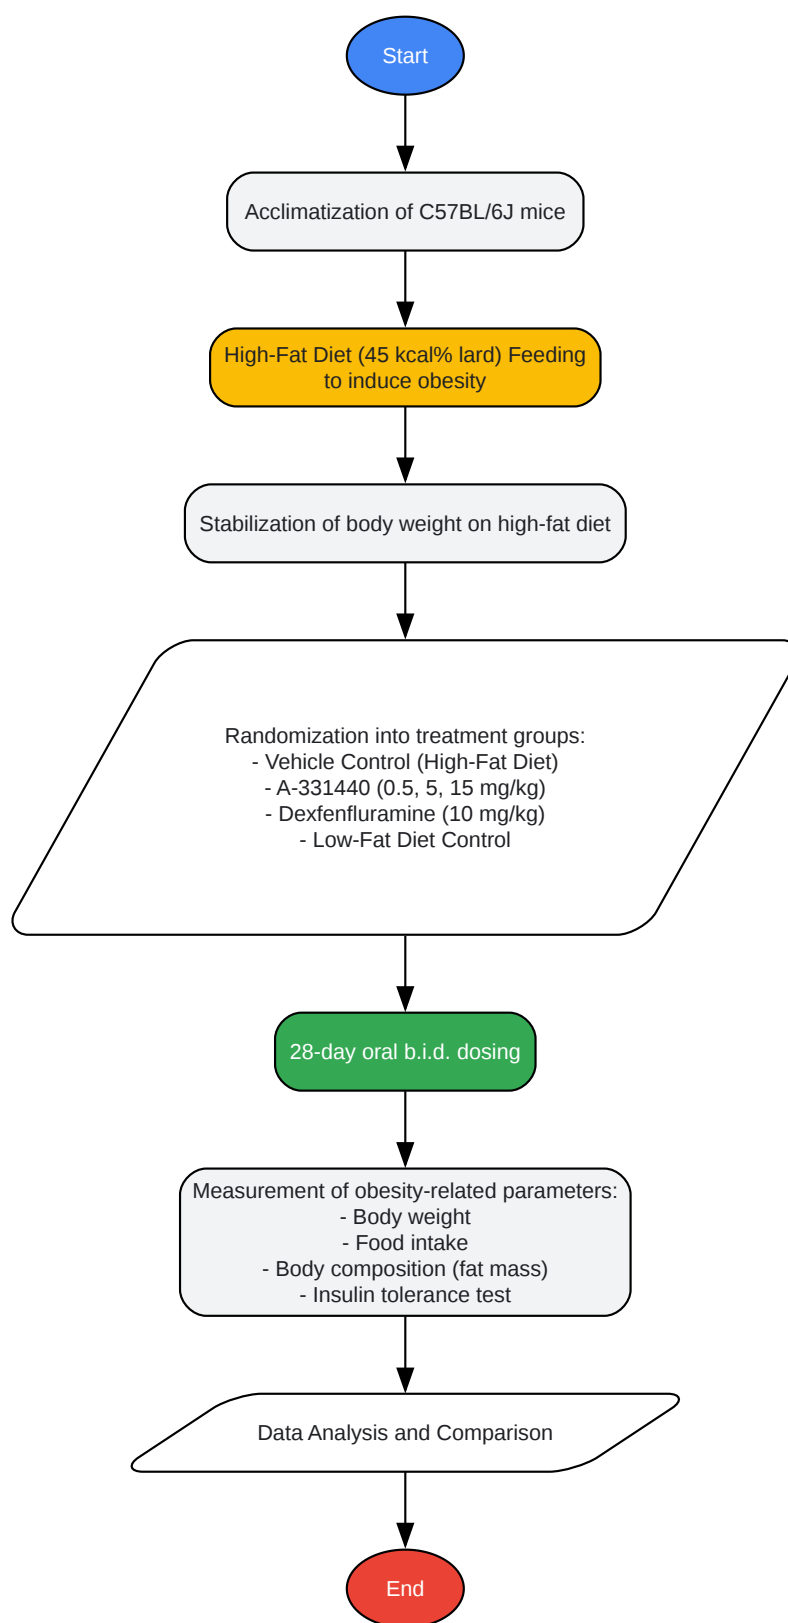 Start
Acclimatization of C57BL/6J mice
High-Fat Diet (45 kcal% lard) Feeding
to induce obesity
Stabilization of body weight on high-fat diet
Randomization into treatment groups:
- Vehicle Control (High-Fat Diet)
- A-331440 (0.5, 5, 15 mg/kg)
- Dexfenfluramine (10 mg/kg)
- Low-Fat Diet Control
28-day oral b.i.d. dosing
Measurement of obesity-related parameters:
- Body weight
- Food intake
- Body composition (fat mass)
- Insulin tolerance test
Data Analysis and Comparison
End